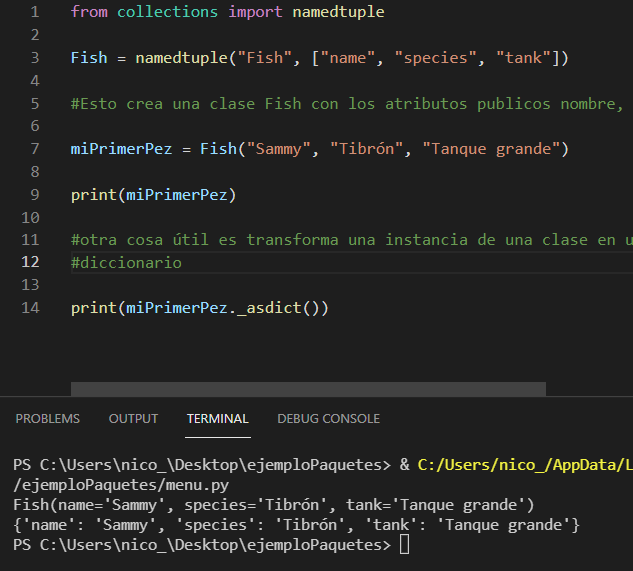 1 from collections import namedtuple
2
3 Fish = namedtuple("Fish", ["name", "species", "tank"])
4
5 #Esto crea una clase Fish con los atributos publicos nombre,
6
7 miPrimerPez = Fish("Sammy", "Tibrón", "Tanque grande")
8
9 print(miPrimerPez)
10
11 #otra cosa útil es transforma una instancia de una clase en u
12 #diccionario
13
14 print(miPrimerPez._asdict())
PROBLEMS OUTPUT TERMINAL DEBUG CONSOLE
PS C:\Users\nico_\Desktop\ejemploPaquetes> & C:/Users/nico_/AppData/L
/ejemploPaquetes/menu.py
Fish(name='Sammy', species='Tibrón', tank='Tanque grande')
{'name': 'Sammy', 'species': 'Tibrón', 'tank': 'Tanque grande'}
PS C:\Users\nico_\Desktop\ejemploPaquetes>